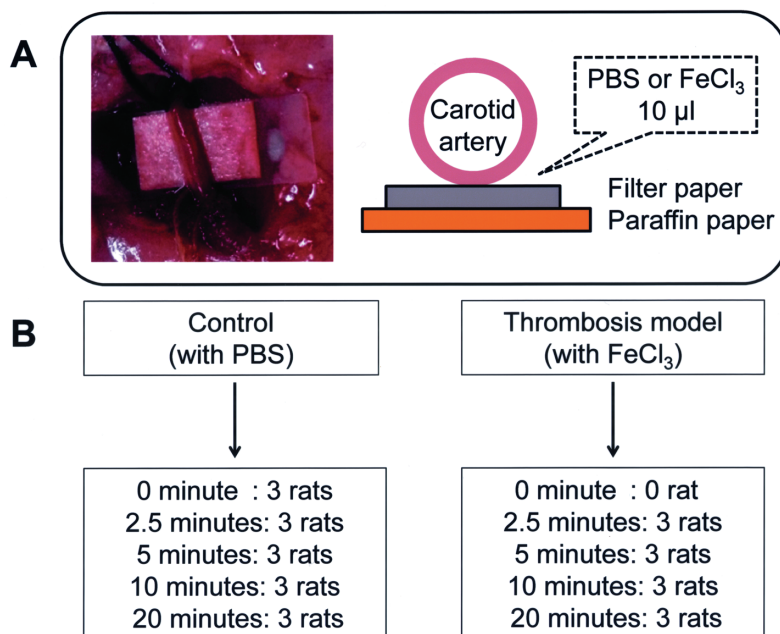 A
Carotid
artery
PBS or FeCl₃
10 µl
Filter paper
Paraffin paper
B
Control
(with PBS)
Thrombosis model
(with FeCl₃)
0 minute : 3 rats
2.5 minutes: 3 rats
5 minutes: 3 rats
10 minutes: 3 rats
20 minutes: 3 rats
0 minute : 0 rat
2.5 minutes: 3 rats
5 minutes: 3 rats
10 minutes: 3 rats
20 minutes: 3 rats